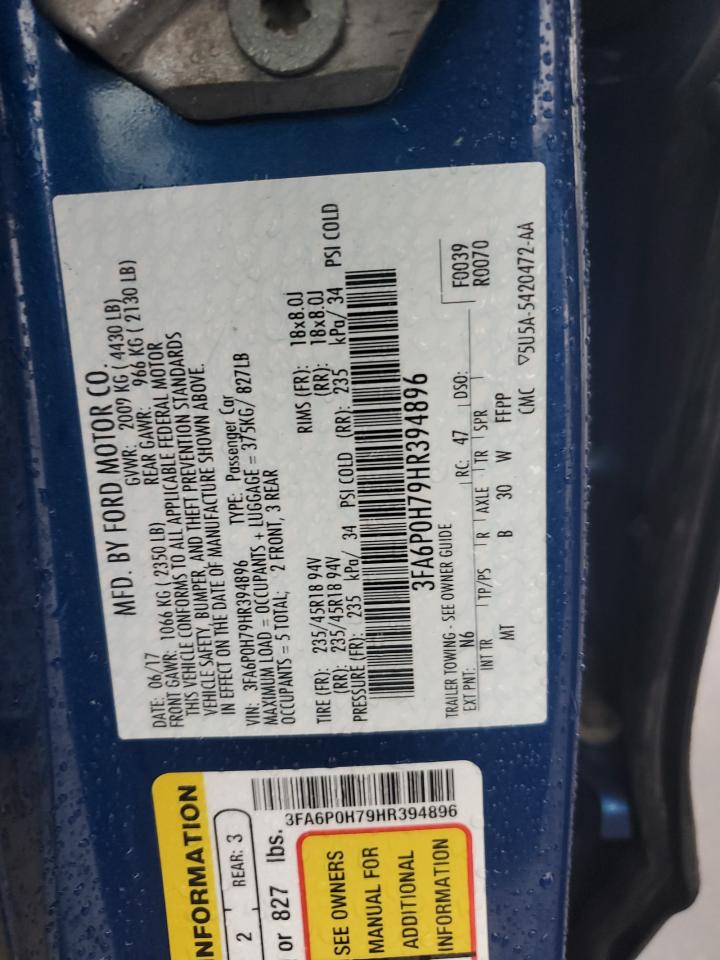 MFD. BY FORD MOTOR CO.
DATE: 06/17 GVWR: 2009 KG ( 4430 LB)
FRONT GAWR: 1066 KG ( 2350 LB) REAR GAWR: 966 KG ( 2130 LB)
THIS VEHICLE CONFORMS TO ALL APPLICABLE FEDERAL MOTOR
VEHICLE SAFETY, BUMPER, AND THEFT PREVENTION STANDARDS
IN EFFECT ON THE DATE OF MANUFACTURE SHOWN ABOVE.
VIN: 3FA6P0H79HR394896 TYPE: Passenger Car
MAXIMUM LOAD = OCCUPANTS + LUGGAGE = 375KG/ 827LB
OCCUPANTS = 5 TOTAL; 2 FRONT, 3 REAR
TIRE (FR): 235/45R18 94V RIMS (FR): 18x8.0J
(RR): 235/45R18 94V (RR): 18x8.0J
PRESSURE (FR): 235 kPa/ 34 PSI COLD (RR): 235 kPa/ 34 PSI COLD
3FA6P0H79HR394896
TRAILER TOWING - SEE OWNER GUIDE F0039
EXT PNT: N6 RC: 47 DSO: R0070
INT TR TP/PS R AXLE TR SPR
MT B 30 W FFPP
CMC ▽5U5A-5420472-AA
NFORMATION
2 REAR: 3
or 827 lbs.
3FA6P0H79HR394896
SEE OWNERS
MANUAL FOR
ADDITIONAL
INFORMATION